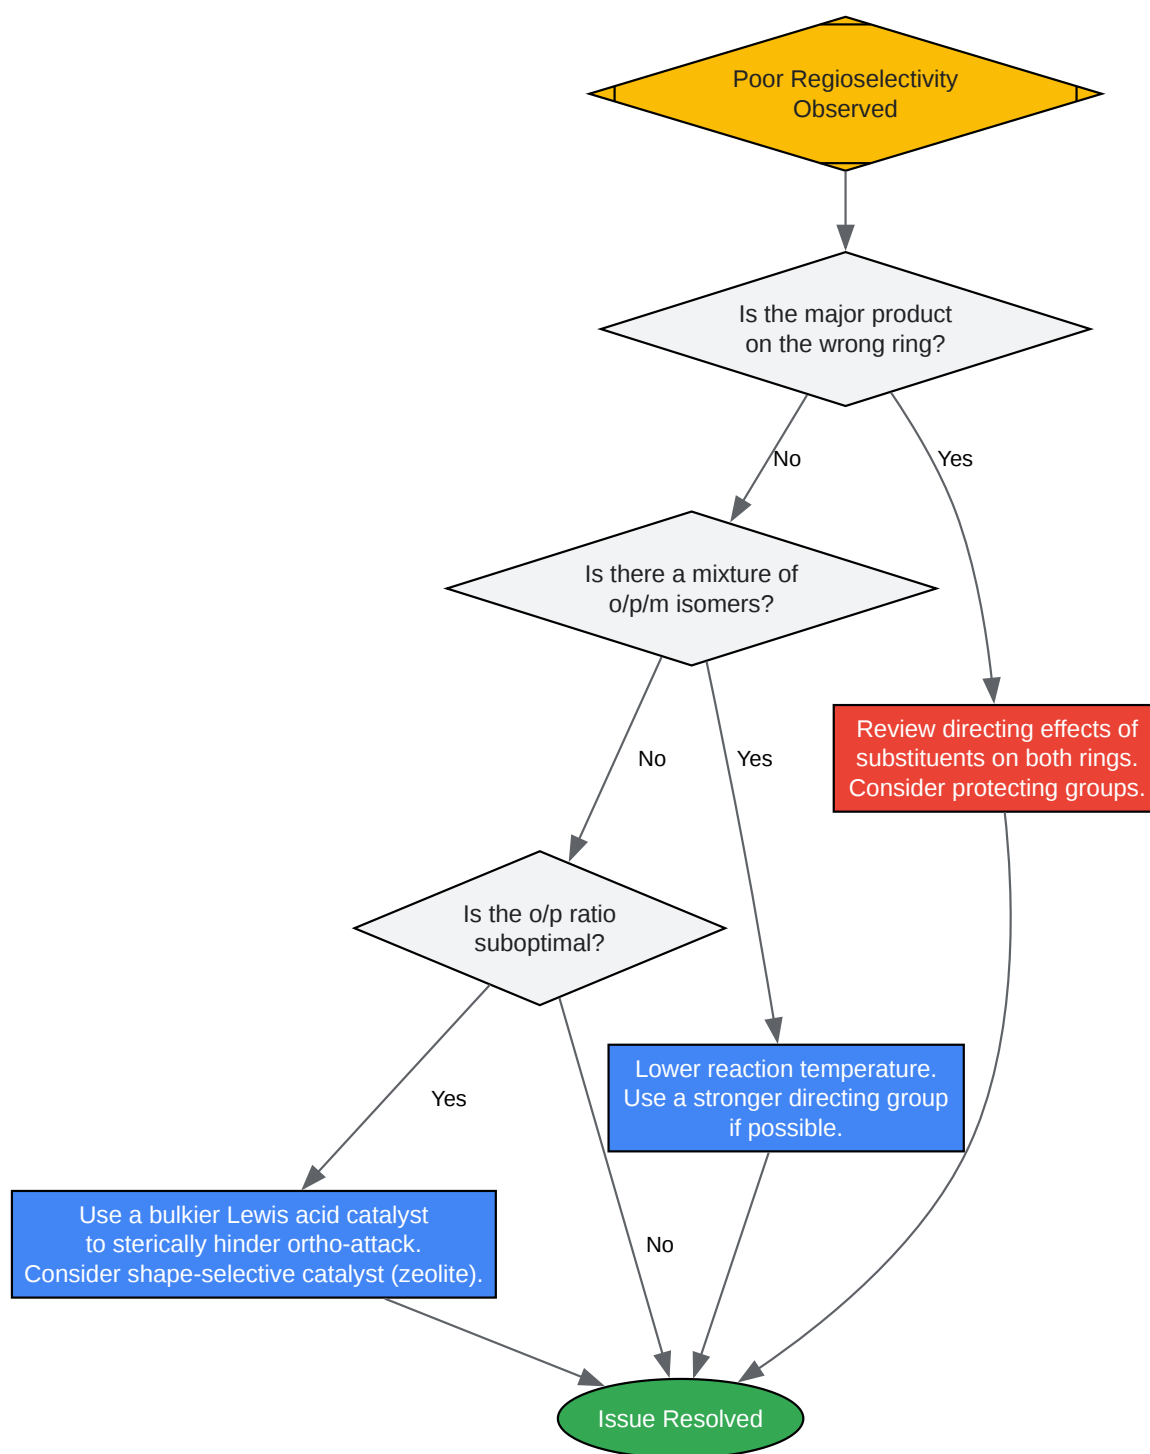 Poor Regioselectivity
Observed
Is the major product
on the wrong ring?
No
Yes
Is there a mixture of
o/p/m isomers?
Review directing effects of
substituents on both rings.
Consider protecting groups.
No
Yes
Is the o/p ratio
suboptimal?
Lower reaction temperature.
Use a stronger directing group
if possible.
Yes
Use a bulkier Lewis acid catalyst
to sterically hinder ortho-attack.
Consider shape-selective catalyst (zeolite).
No
Issue Resolved